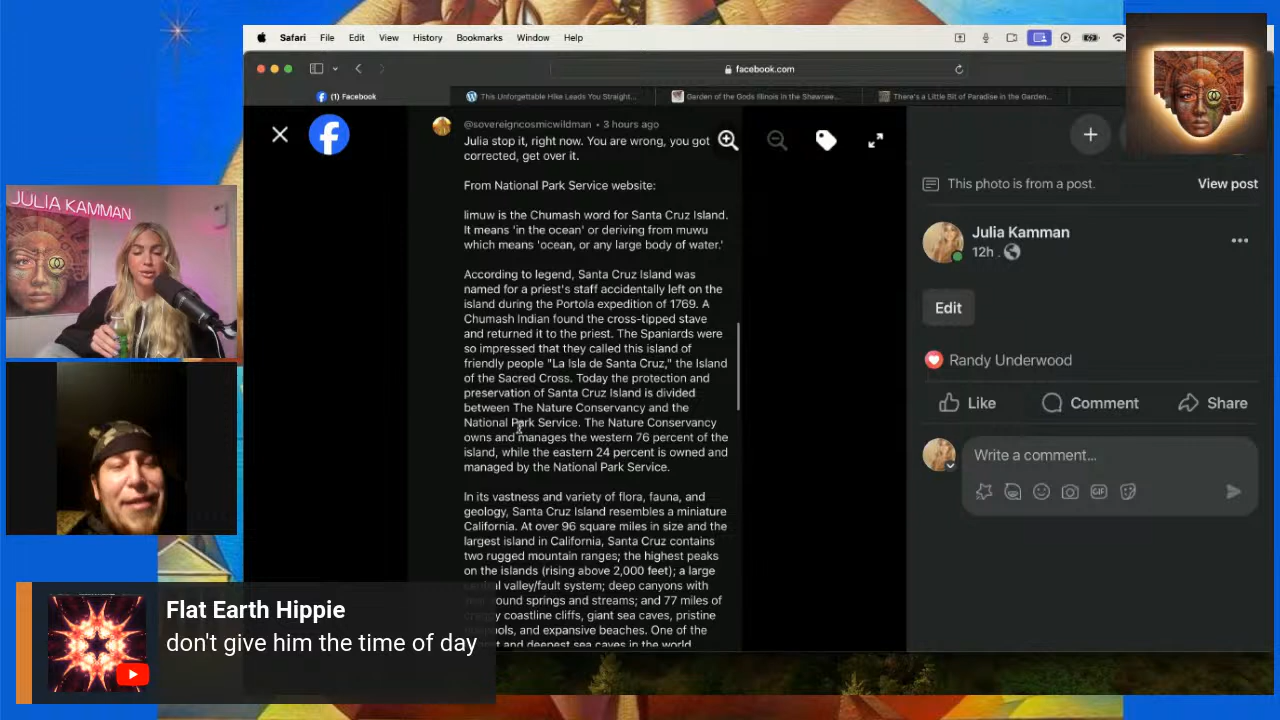 Safari File Edit View History Bookmarks Window Help
facebook.com
(1) Facebook
This Unforgettable Hike Leads You Straight...
Garden of the Gods Illinois In the Shawnee...
There's a Little Bit of Paradise in the Garden...
@sovereigncosmicwildman • 3 hours ago
Julia stop it, right now. You are wrong, you got
corrected, get over it.
From National Park Service website:
limuw is the Chumash word for Santa Cruz Island.
It means 'in the ocean' or deriving from muwu
which means 'ocean, or any large body of water.'
According to legend, Santa Cruz Island was
named for a priest's staff accidentally left on the
island during the Portola expedition of 1769. A
Chumash Indian found the cross-tipped stave
and returned it to the priest. The Spaniards were
so impressed that they called this island of
friendly people "La Isla de Santa Cruz," the Island
of the Sacred Cross. Today the protection and
preservation of Santa Cruz Island is divided
between The Nature Conservancy and the
National Park Service. The Nature Conservancy
owns and manages the western 76 percent of the
island, while the eastern 24 percent is owned and
managed by the National Park Service.
In its vastness and variety of flora, fauna, and
geology, Santa Cruz Island resembles a miniature
California. At over 96 square miles in size and the
largest island in California, Santa Cruz contains
two rugged mountain ranges; the highest peaks
on the islands (rising above 2,000 feet); a large
central valley/fault system; deep canyons with
round springs and streams; and 77 miles of
coastline cliffs, giant sea caves, pristine
and expansive beaches. One of the
and deepest sea caves in the world
This photo is from a post.
View post
Julia Kamman
12h
Edit
Randy Underwood
Like Comment Share
Write a comment...
GIF
JULIA KAMMAN
Flat Earth Hippie
don't give him the time of day